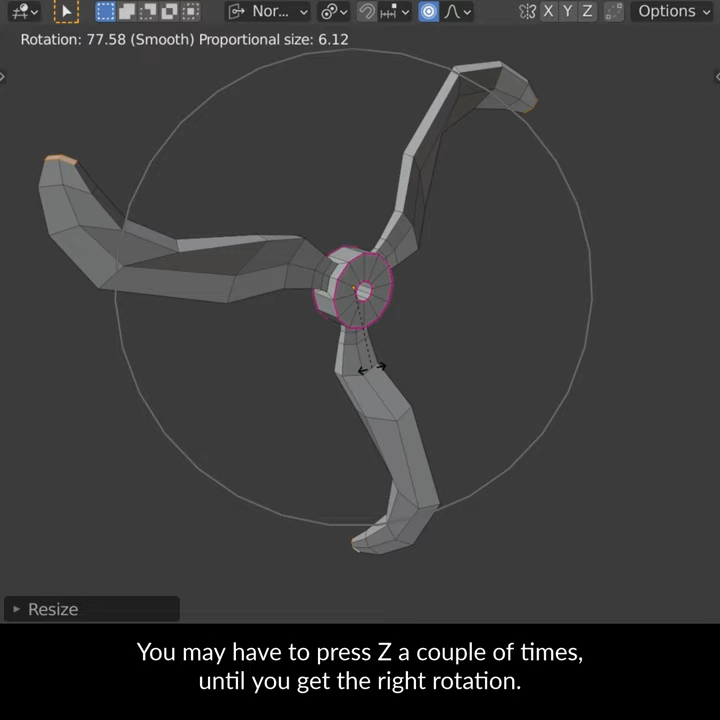 Nor... X Y Z Options
Rotation: 77.58 (Smooth) Proportional size: 6.12
Resize
You may have to press Z a couple of times,
until you get the right rotation.